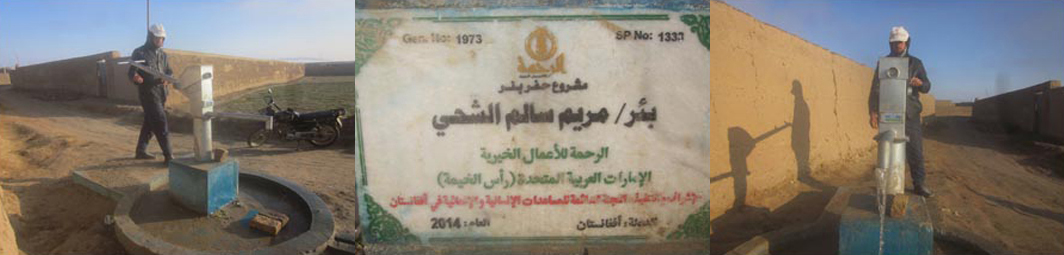 Gen. No: 1973
SP No: 1333
الرحمة
مشروع حفر بئر
بئر/ مريم سالم الشحي
الرحمة للأعمال الخيرية
الإمارات العربية المتحدة (رأس الخيمة)
اللجنة الدائمة للمساعدات الإنسانية والإغاثية في أفغانستان
الدولة: أفغانستان
العام: 2014